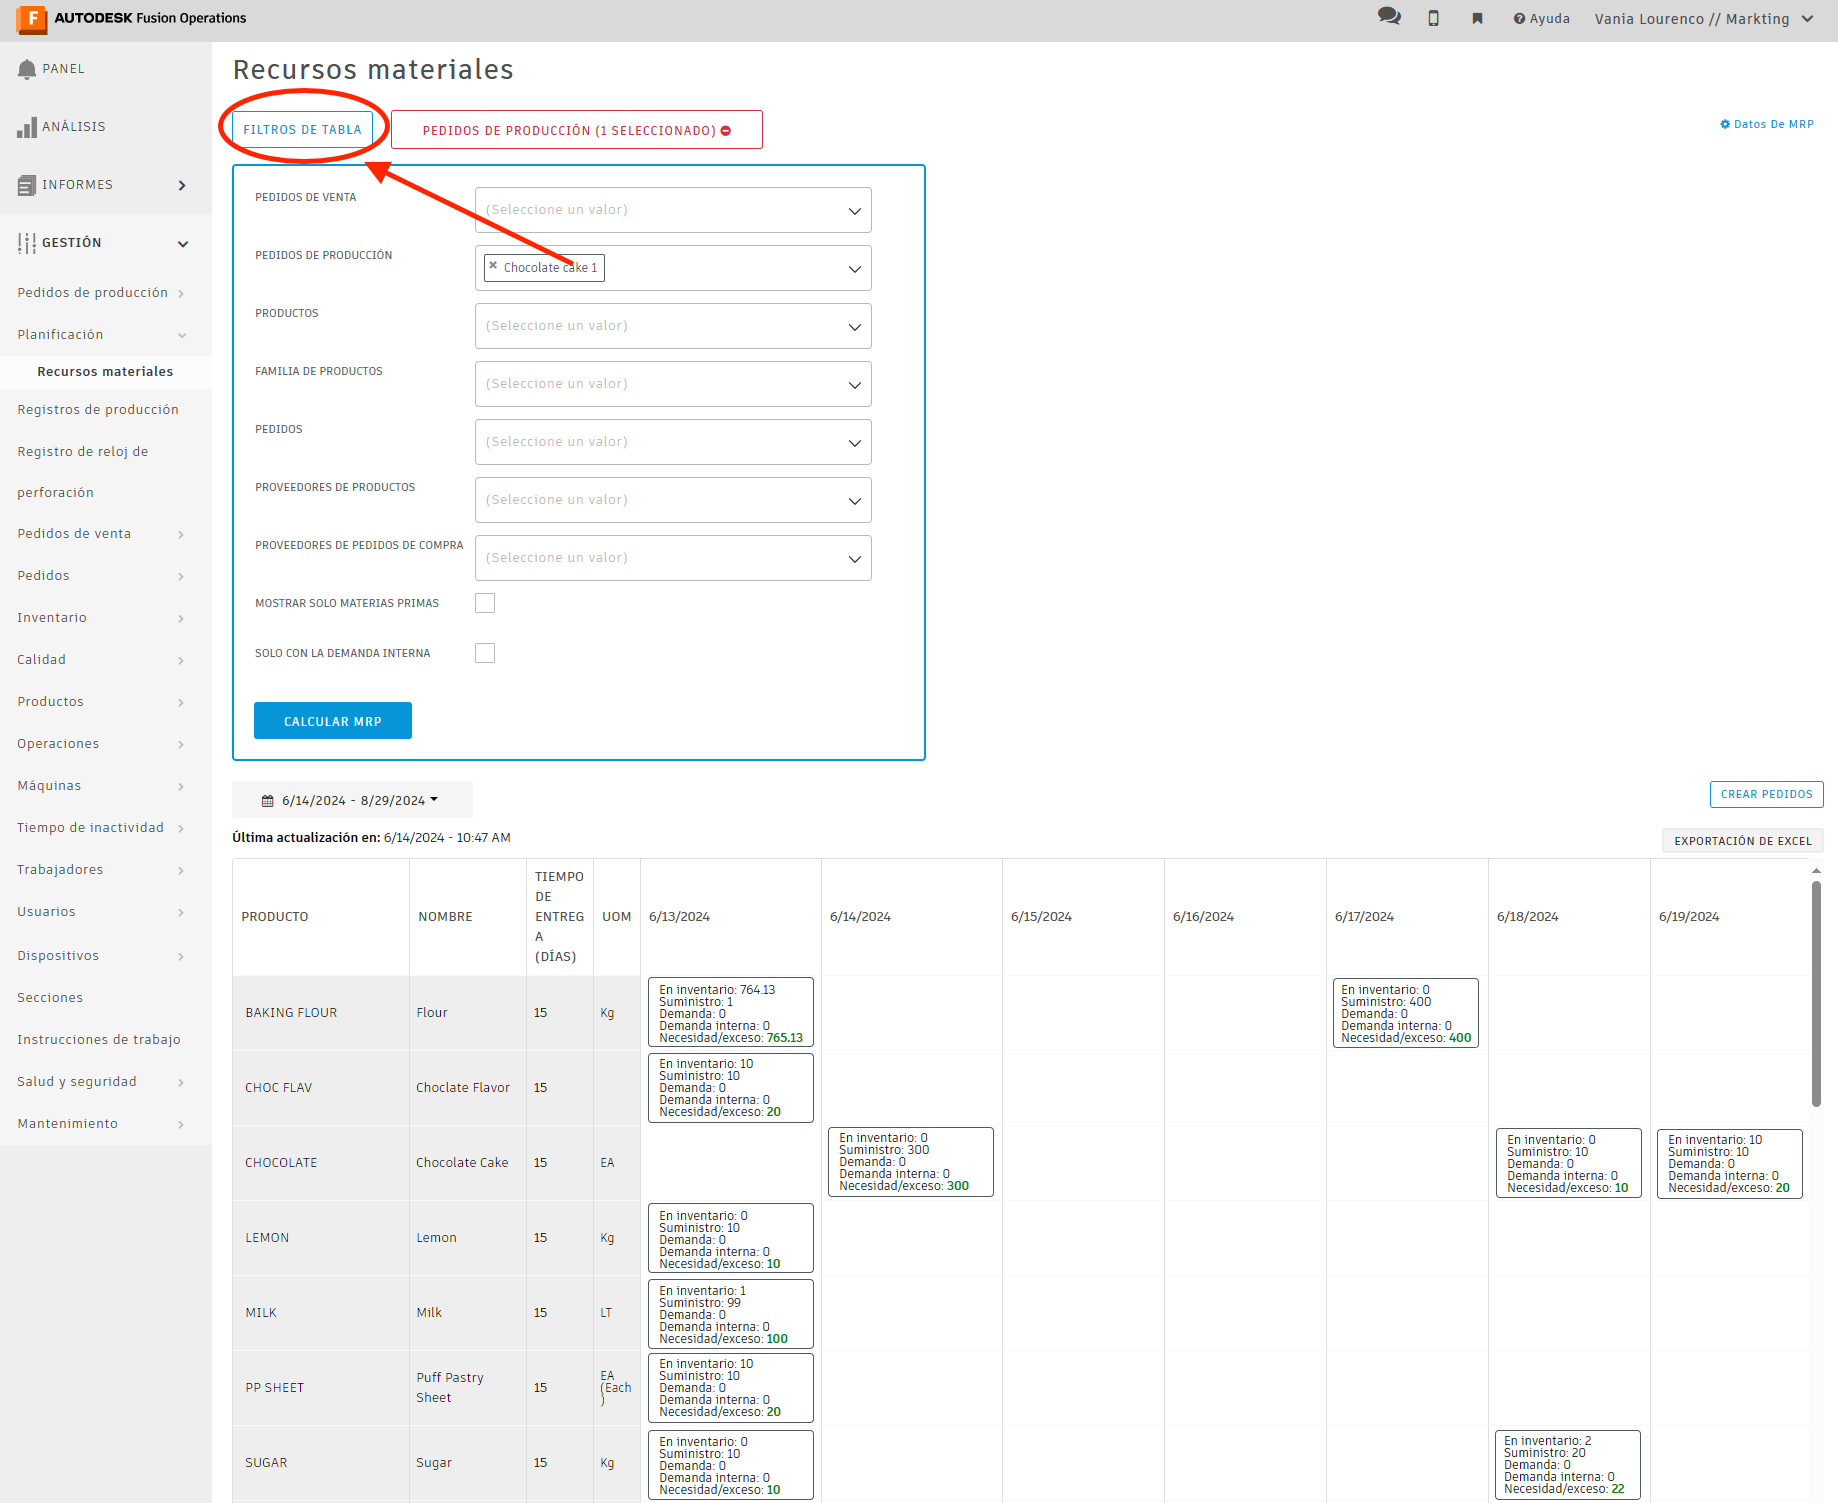 F AUTODESK Fusion Operations
Ayuda
Vania Lourenco // Markting
PANEL
ANÁLISIS
INFORMES
GESTIÓN
Pedidos de producción
Planificación
Recursos materiales
Registros de producción
Registro de reloj de
perforación
Pedidos de venta
Pedidos
Inventario
Calidad
Productos
Operaciones
Máquinas
Tiempo de inactividad
Trabajadores
Usuarios
Dispositivos
Secciones
Instrucciones de trabajo
Salud y seguridad
Mantenimiento
Recursos materiales
FILTROS DE TABLA
PEDIDOS DE PRODUCCIÓN (1 SELECCIONADO)
Datos De MRP
PEDIDOS DE VENTA
(Seleccione un valor)
PEDIDOS DE PRODUCCIÓN
Chocolate cake 1
PRODUCTOS
(Seleccione un valor)
FAMILIA DE PRODUCTOS
(Seleccione un valor)
PEDIDOS
(Seleccione un valor)
PROVEEDORES DE PRODUCTOS
(Seleccione un valor)
PROVEEDORES DE PEDIDOS DE COMPRA
(Seleccione un valor)
MOSTRAR SOLO MATERIAS PRIMAS
SOLO CON LA DEMANDA INTERNA
CALCULAR MRP
6/14/2024 - 8/29/2024
CREAR PEDIDOS
Última actualización en: 6/14/2024 - 10:47 AM
EXPORTACIÓN DE EXCEL
PRODUCTO
NOMBRE
TIEMPO
DE
ENTREG
A
(DÍAS)
UOM
6/13/2024
6/14/2024
6/15/2024
6/16/2024
6/17/2024
6/18/2024
6/19/2024
BAKING FLOUR
Flour
15
Kg
En inventario: 764.13
Suministro: 1
Demanda: 0
Demanda interna: 0
Necesidad/exceso: 765.13
En inventario: 0
Suministro: 400
Demanda: 0
Demanda interna: 0
Necesidad/exceso: 400
CHOC FLAV
Choclate Flavor
15
En inventario: 10
Suministro: 10
Demanda: 0
Demanda interna: 0
Necesidad/exceso: 20
CHOCOLATE
Chocolate Cake
15
EA
En inventario: 0
Suministro: 300
Demanda: 0
Demanda interna: 0
Necesidad/exceso: 300
En inventario: 0
Suministro: 10
Demanda: 0
Demanda interna: 0
Necesidad/exceso: 10
En inventario: 10
Suministro: 10
Demanda: 0
Demanda interna: 0
Necesidad/exceso: 20
LEMON
Lemon
15
Kg
En inventario: 0
Suministro: 10
Demanda: 0
Demanda interna: 0
Necesidad/exceso: 10
MILK
Milk
15
LT
En inventario: 1
Suministro: 99
Demanda: 0
Demanda interna: 0
Necesidad/exceso: 100
PP SHEET
Puff Pastry
Sheet
15
EA
(Each
)
En inventario: 10
Suministro: 10
Demanda: 0
Demanda interna: 0
Necesidad/exceso: 20
SUGAR
Sugar
15
Kg
En inventario: 0
Suministro: 10
Demanda: 0
Demanda interna: 0
Necesidad/exceso: 10
En inventario: 2
Suministro: 20
Demanda: 0
Demanda interna: 0
Necesidad/exceso: 22